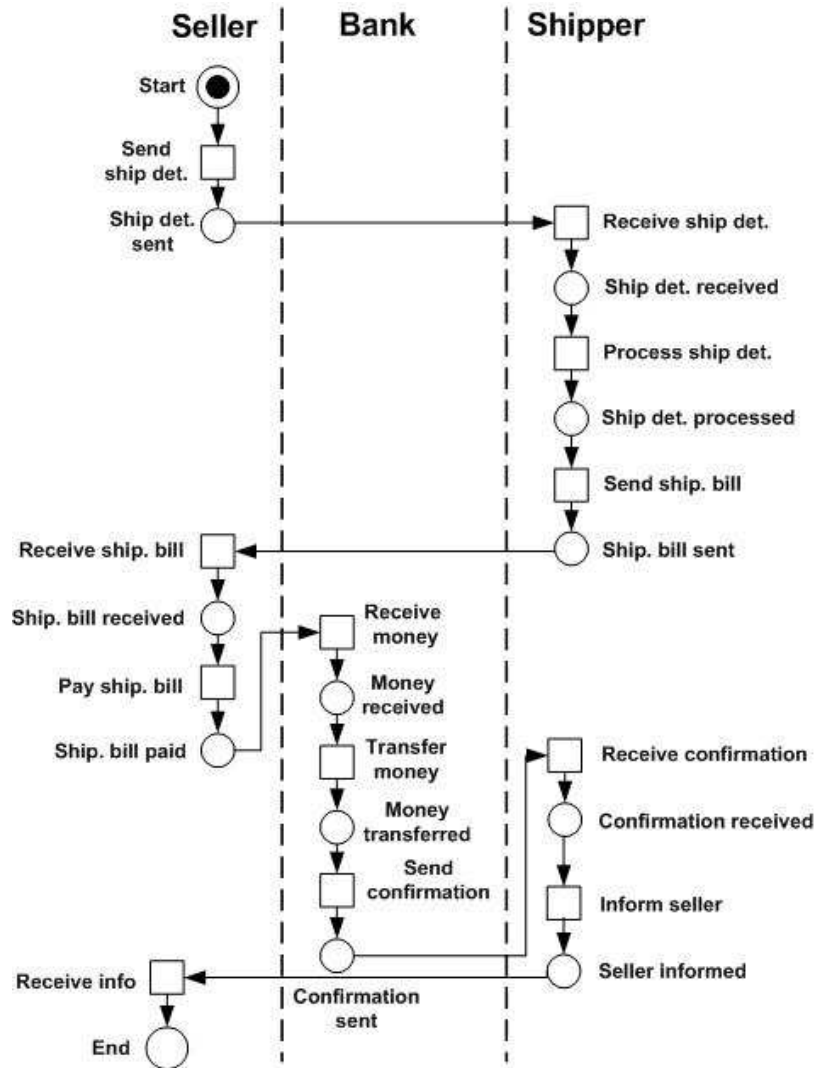 Seller
Bank
Shipper
Start
Send
ship det.
Ship det.
sent
Receive ship det.
Ship det. received
Process ship det.
Ship det. processed
Send ship. bill
Receive ship. bill
Ship. bill sent
Ship. bill received
Receive
money
Pay ship. bill
Money
received
Ship. bill paid
Transfer
money
Receive confirmation
Money
transferred
Confirmation received
Send
confirmation
Inform seller
Receive info
Seller informed
Confirmation
sent
End